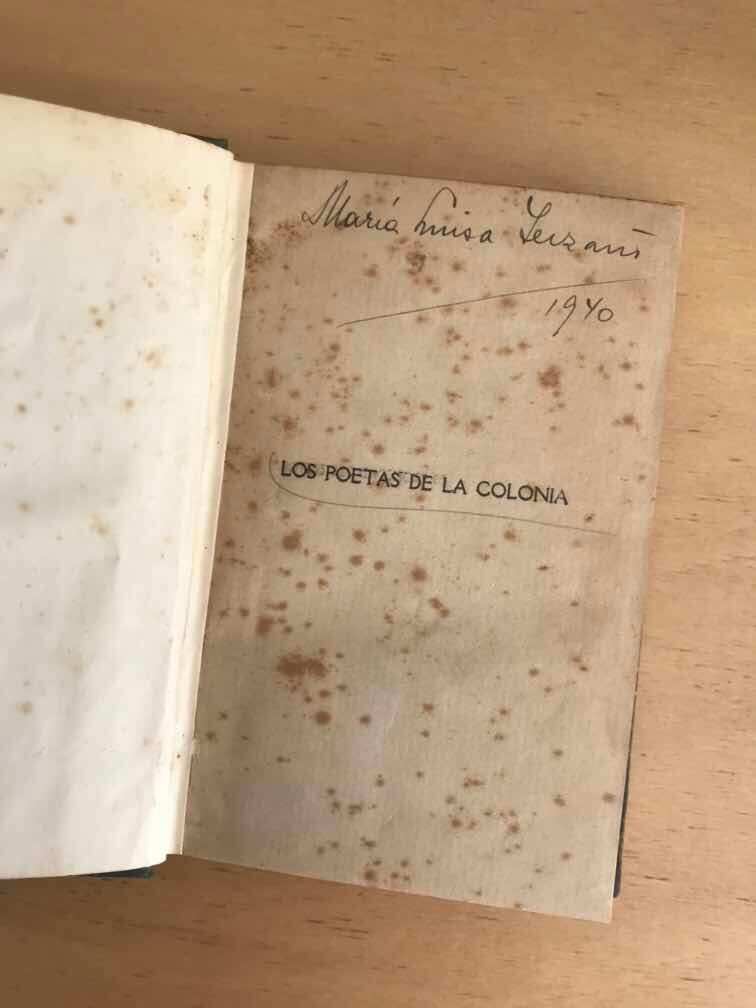 María Luisa
1940
LOS POETAS DE LA COLONIA